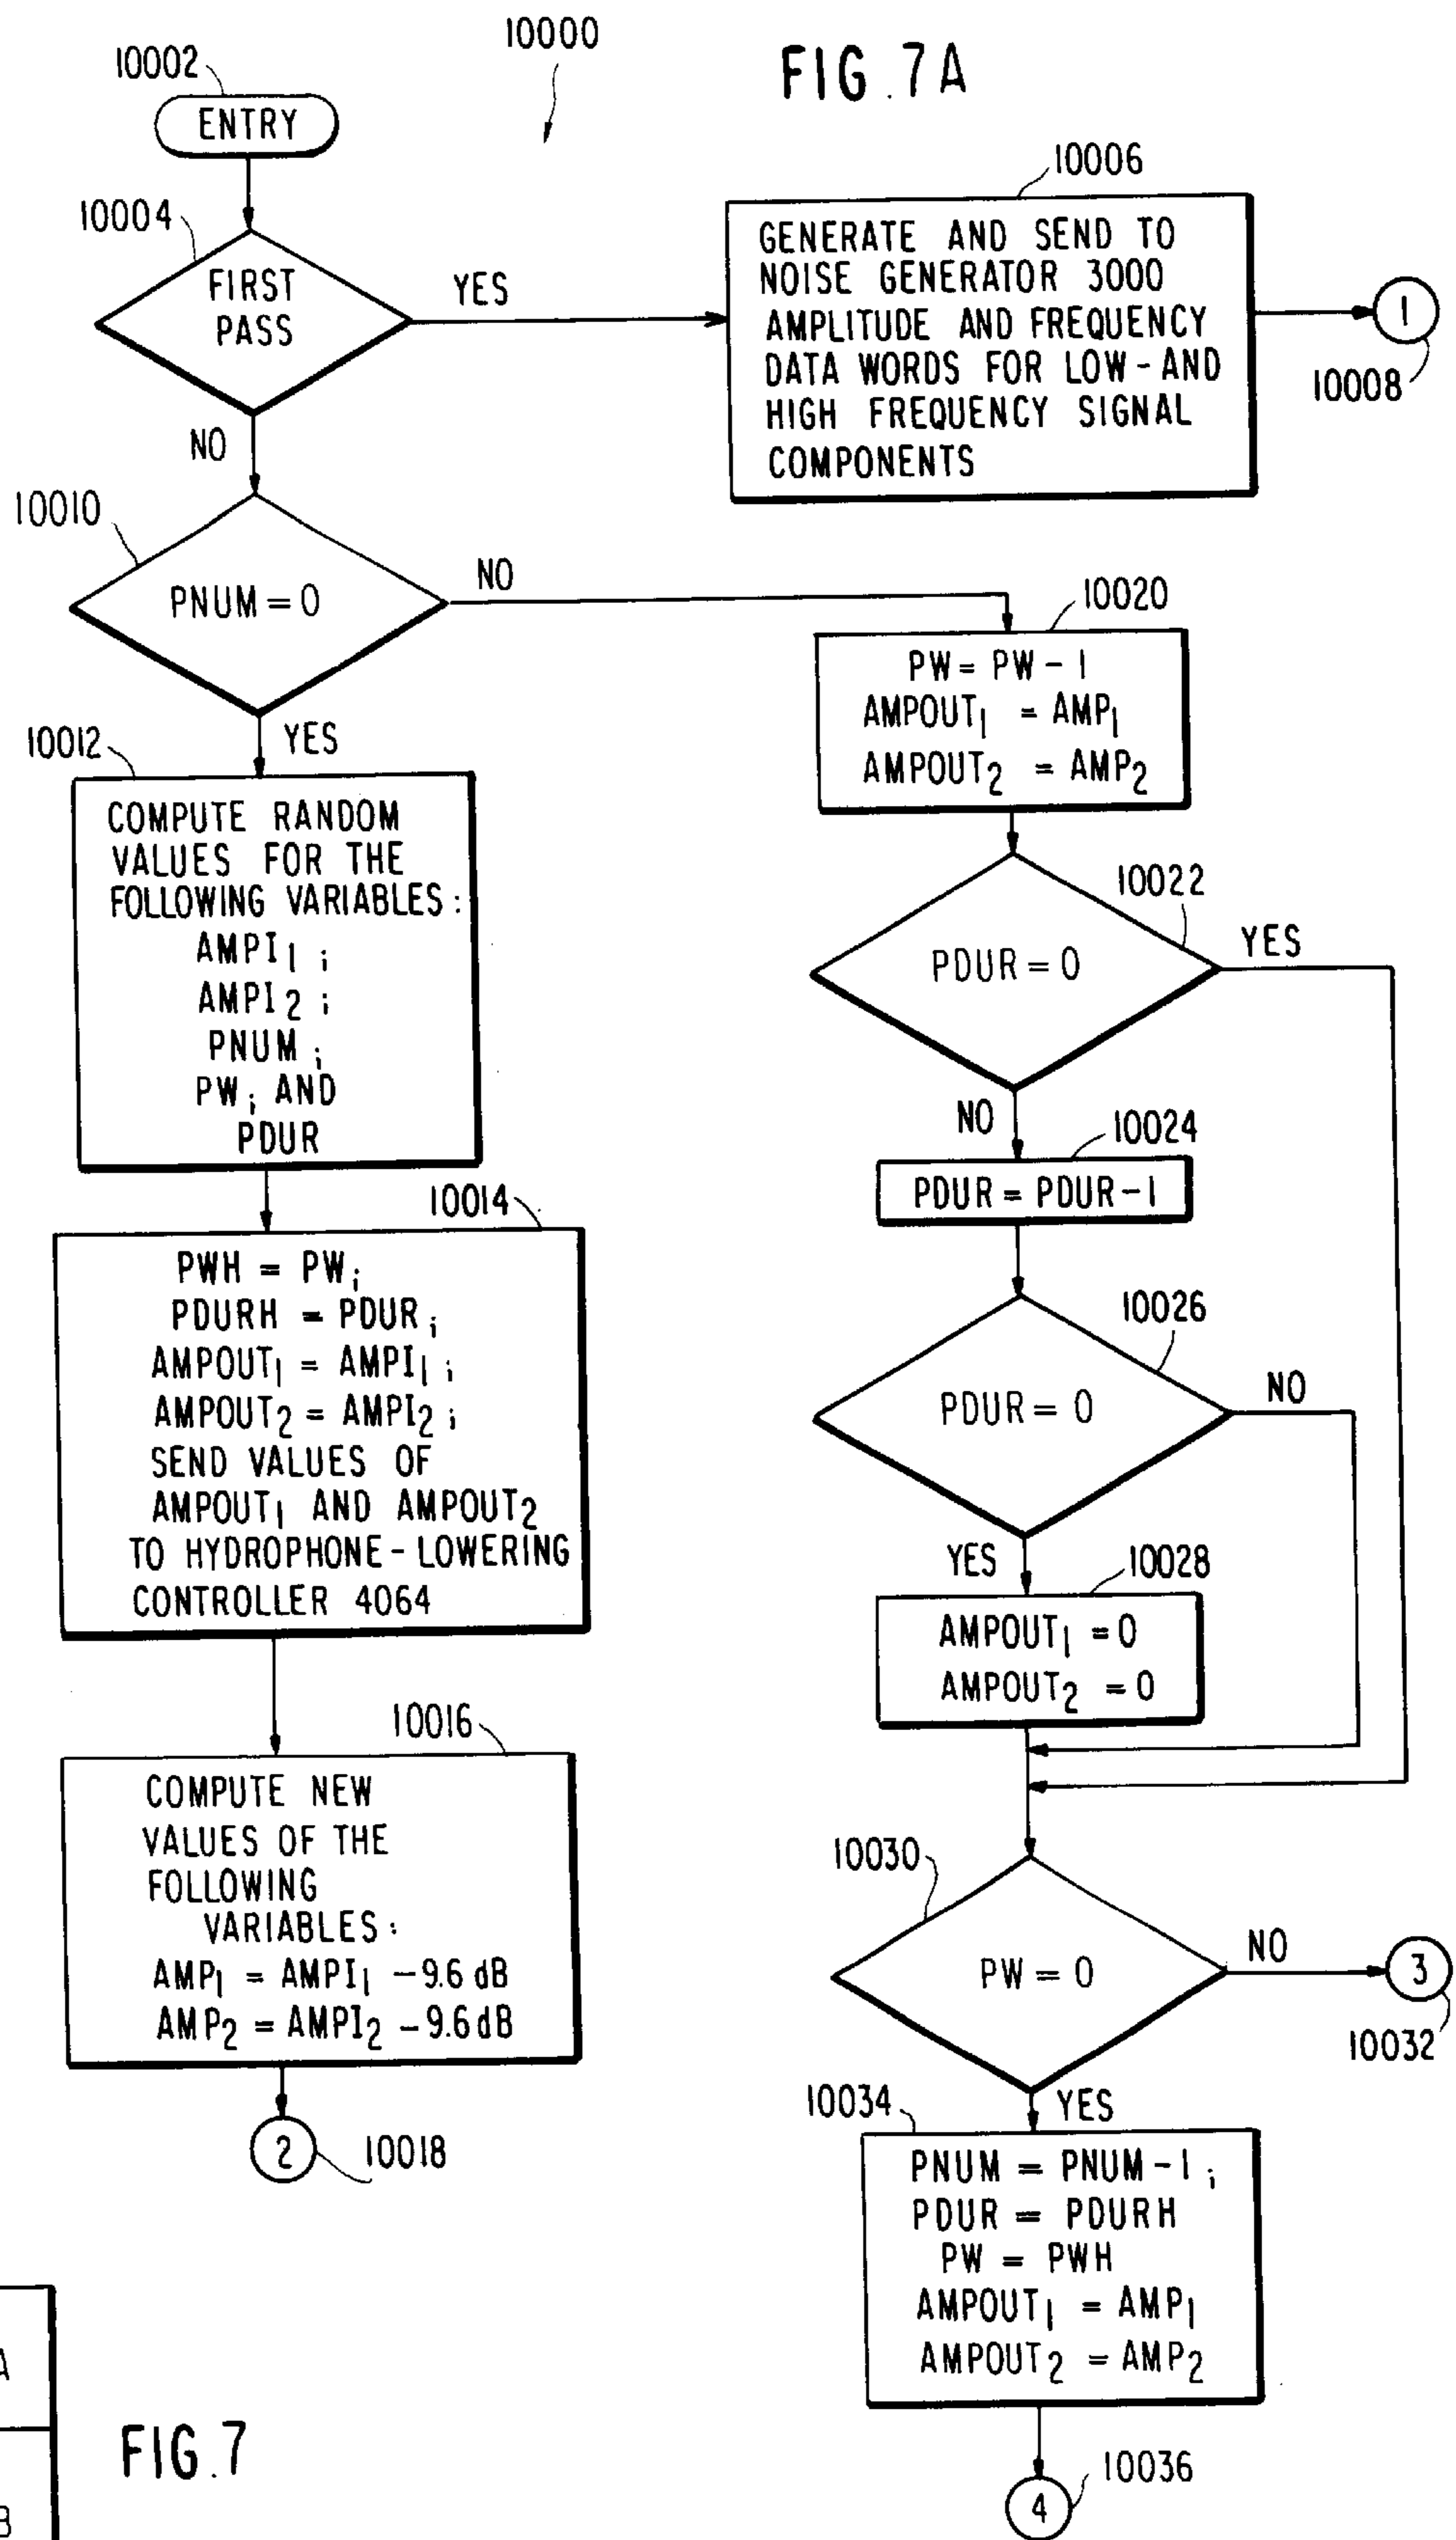 10000
FIG. 7A
10002
ENTRY
10004
FIRST
PASS
YES
NO
10006
GENERATE AND SEND TO
NOISE GENERATOR 3000
AMPLITUDE AND FREQUENCY
DATA WORDS FOR LOW-AND
HIGH FREQUENCY SIGNAL
COMPONENTS
1
10008
10010
PNUM = 0
NO
YES
10012
COMPUTE RANDOM
VALUES FOR THE
FOLLOWING VARIABLES:
AMPI1;
AMPI2;
PNUM;
PW; AND
PDUR
10014
PWH = PW;
PDURH = PDUR;
AMPOUT1 = AMPI1;
AMPOUT2 = AMPI2;
SEND VALUES OF
AMPOUT1 AND AMPOUT2
TO HYDROPHONE-LOWERING
CONTROLLER 4064
10016
COMPUTE NEW
VALUES OF THE
FOLLOWING
VARIABLES:
AMP1 = AMPI1 -9.6 dB
AMP2 = AMPI2 -9.6 dB
2
10018
10020
PW = PW - 1
AMPOUT1 = AMP1
AMPOUT2 = AMP2
10022
PDUR = 0
YES
NO
10024
PDUR = PDUR-1
10026
PDUR = 0
NO
YES
10028
AMPOUT1 = 0
AMPOUT2 = 0
10030
PW = 0
NO
3
10032
YES
10034
PNUM = PNUM-1;
PDUR = PDURH
PW = PWH
AMPOUT1 = AMP1
AMPOUT2 = AMP2
4
10036
A
B
FIG. 7